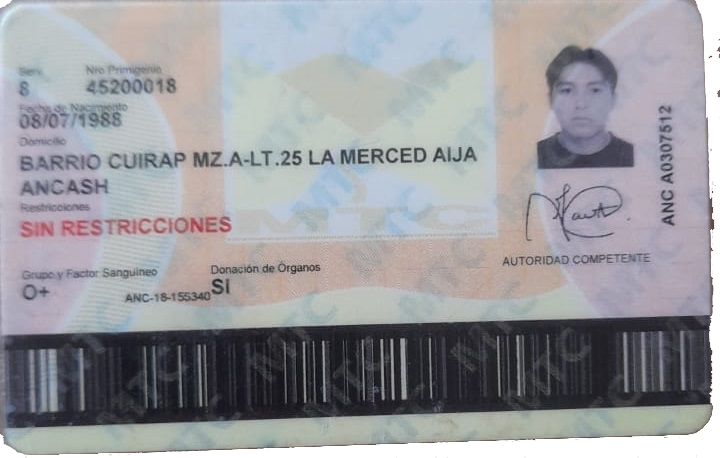 Serv. Nro Primigenio
8 45200018
Fecha de Nacimiento
08/07/1988
Domicilio
BARRIO CUIRAP MZ.A-LT.25 LA MERCED AIJA
ANCASH
Restricciones
SIN RESTRICCIONES
Grupo y Factor Sanguineo Donación de Órganos
O+ ANC-18-155340 SI
AUTORIDAD COMPETENTE
ANC A0307512
MTC